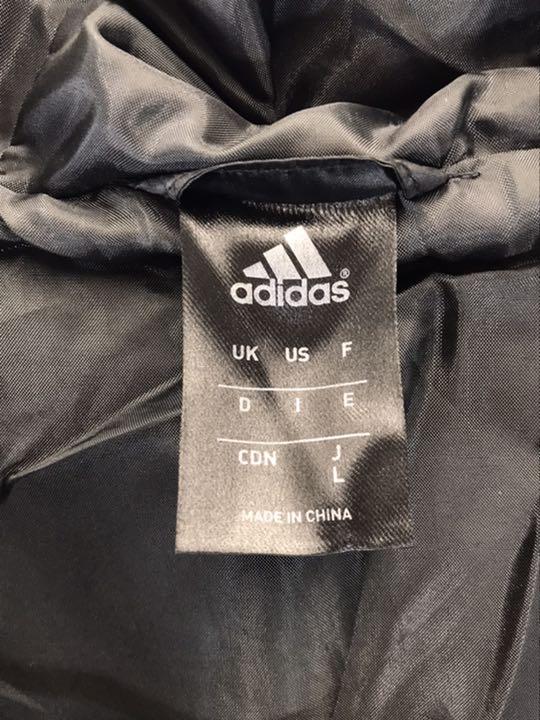 adidas®
UK US F
D I E
CDN J
L
MADE IN CHINA